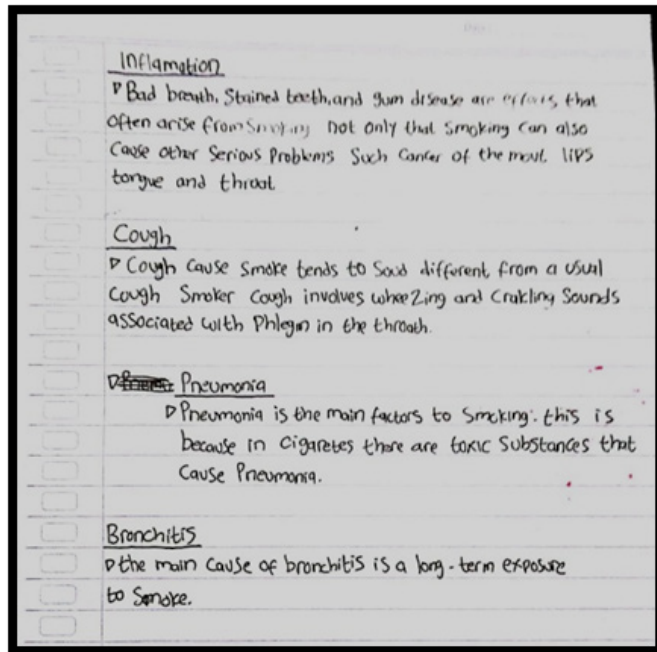 Inflamation
Bad breath, Stained teeth, and gum disease are effects, that
often arise from Smoking Not only that Smoking Can also
Cause other Serious Problems Such Cancer of the mout lips
tongue and throat
Cough
Cough Cause Smoke tends to Soud different from a usual
Cough Smoker Cough involves wheezing and Crakling Sounds
associated with Phlegm in the throath.
Pneumonia
Pneumonia is the main factors to Smoking. this is
because in Cigaretes there are toxic Substances that
Cause Pneumonia.
Bronchitis
the main cause of bronchitis is a long-term exposure
to Smoke.